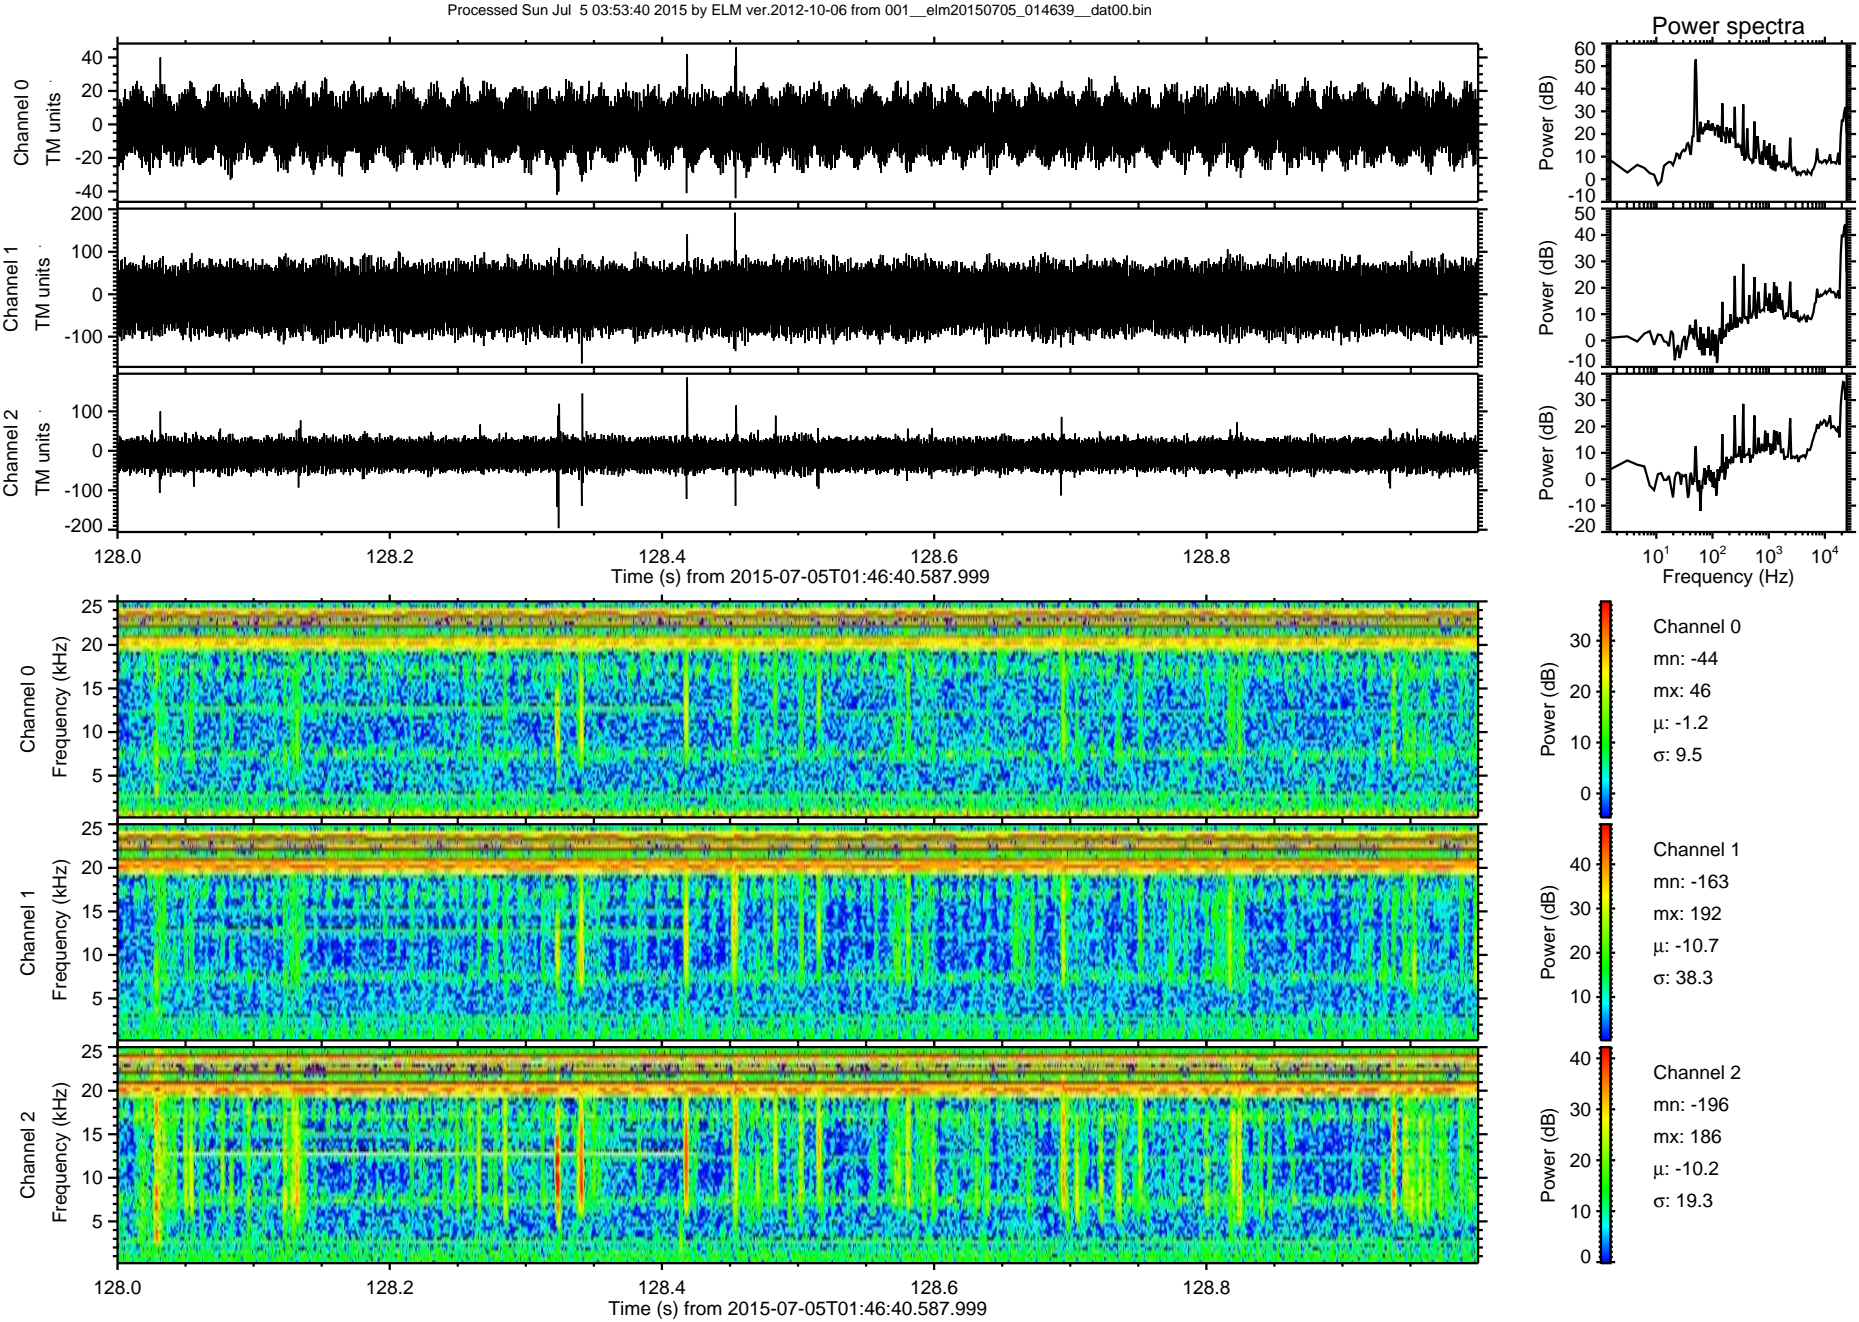 Processed Sun Jul 5 03:53:40 2015 by ELM ver.2012-10-06 from 001__elm20150705_014639__dat00.bin
Power spectra
Channel 0
TM units
40
20
0
-20
-40
Power (dB)
60
50
40
30
20
10
0
-10
Channel 1
TM units
200
100
0
-100
Power (dB)
50
40
30
20
10
0
-10
Channel 2
TM units
100
0
-100
-200
Power (dB)
40
30
20
10
0
-10
-20
128.0 128.2 128.4 128.6 128.8
Time (s) from 2015-07-05T01:46:40.587.999
10¹ 10² 10³ 10⁴
Frequency (Hz)
Channel 0
Frequency (kHz)
25
20
15
10
5
Power (dB)
30
20
10
0
Channel 0
mn: -44
mx: 46
μ: -1.2
σ: 9.5
Channel 1
Frequency (kHz)
25
20
15
10
5
Power (dB)
40
30
20
10
Channel 1
mn: -163
mx: 192
μ: -10.7
σ: 38.3
Channel 2
Frequency (kHz)
25
20
15
10
5
Power (dB)
40
30
20
10
0
Channel 2
mn: -196
mx: 186
μ: -10.2
σ: 19.3
128.0 128.2 128.4 128.6 128.8
Time (s) from 2015-07-05T01:46:40.587.999